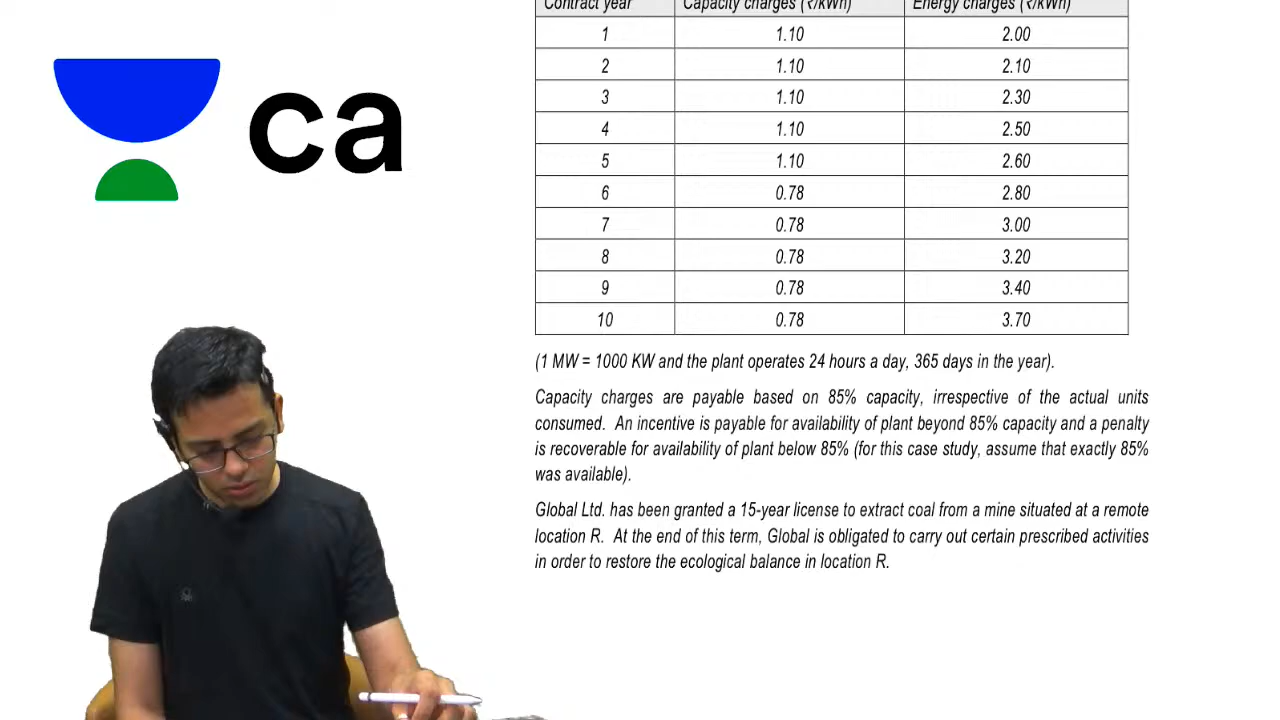 ca
Contract year Capacity charges (₹/kWh) Energy charges (₹/kWh)
1 1.10 2.00
2 1.10 2.10
3 1.10 2.30
4 1.10 2.50
5 1.10 2.60
6 0.78 2.80
7 0.78 3.00
8 0.78 3.20
9 0.78 3.40
10 0.78 3.70
(1 MW = 1000 KW and the plant operates 24 hours a day, 365 days in the year).
Capacity charges are payable based on 85% capacity, irrespective of the actual units
consumed. An incentive is payable for availability of plant beyond 85% capacity and a penalty
is recoverable for availability of plant below 85% (for this case study, assume that exactly 85%
was available).
Global Ltd. has been granted a 15-year license to extract coal from a mine situated at a remote
location R. At the end of this term, Global is obligated to carry out certain prescribed activities
in order to restore the ecological balance in location R.